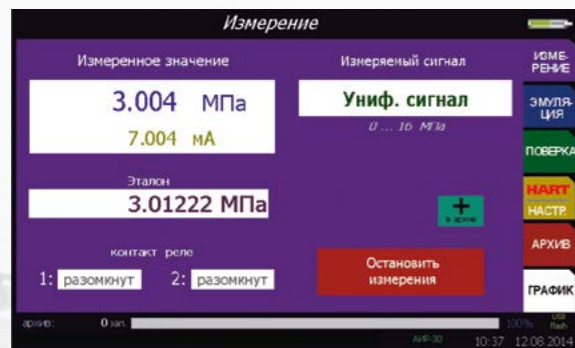 Измерение
Измеренное значение
3.004 МПа
7.004 мА
Эталон
3.01222 МПа
контакт реле
1: разомкнут 2: разомкнут
Измеряемый сигнал
Униф. сигнал
0 ... 16 МПа
+
в архив
Остановить
измерения
ИЗМЕ-
РЕНИЕ
ЭМУЛЯ-
ЦИЯ
ПОВЕРКА
HART
НАСТР.
АРХИВ
ГРАФИК
архив: 0 зап. 100% USB
flash
АИР-30 10:37 12.08.2014